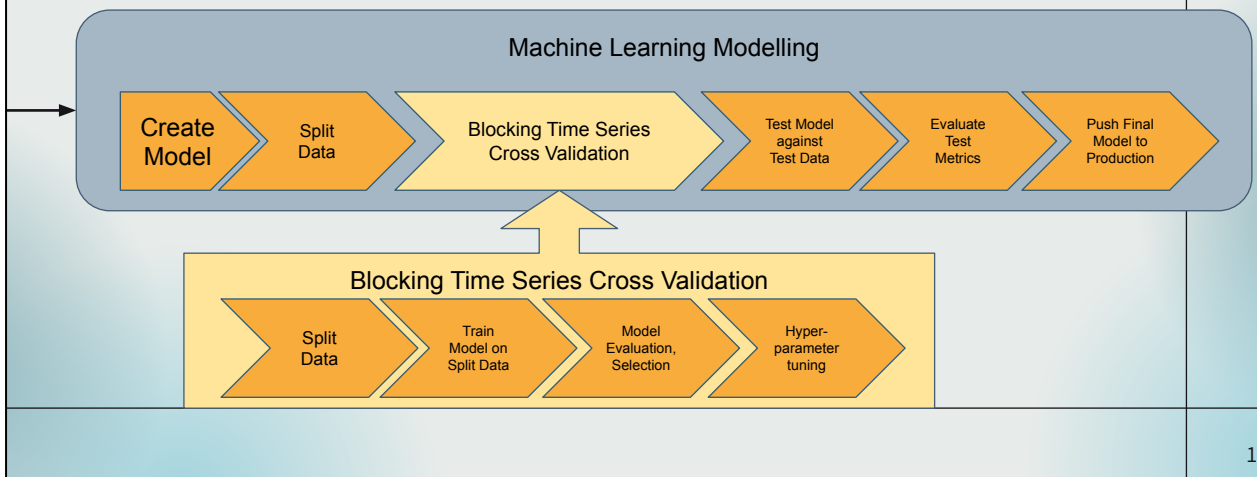 Machine Learning Modelling
Create
Model
Split
Data
Blocking Time Series
Cross Validation
Test Model
against
Test Data
Evaluate
Test
Metrics
Push Final
Model to
Production
Blocking Time Series Cross Validation
Split
Data
Train
Model on
Split Data
Model
Evaluation,
Selection
Hyper-
parameter
tuning
1